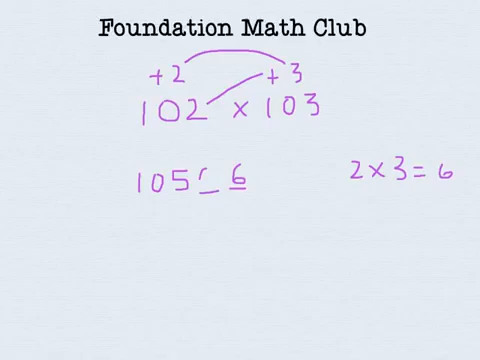 Foundation Math Club
+2 +3
102 × 103
105 _ 6 2 × 3 = 6